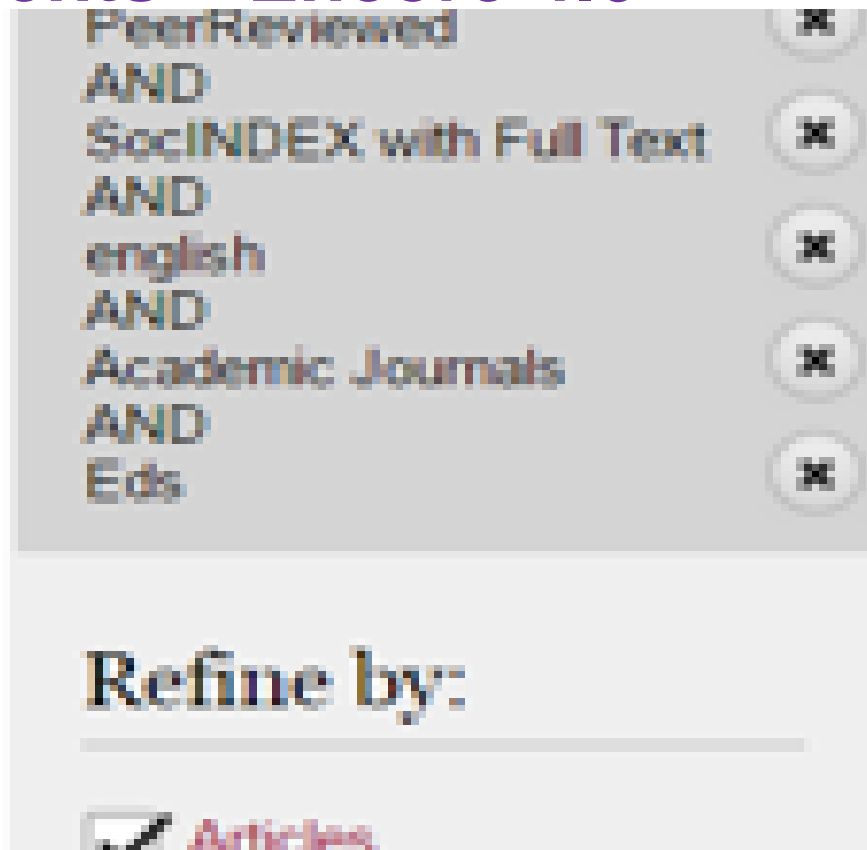 PeerReviewed
AND
SocINDEX with Full Text
AND
english
AND
Academic Journals
AND
Eds
Refine by:
Articles